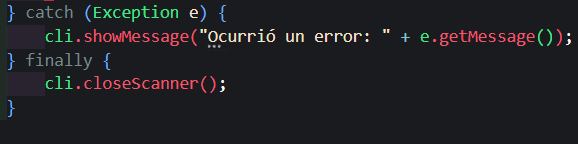 } catch (Exception e) {
    cli.showMessage("Ocurrió un error: " + e.getMessage());
} finally {
    cli.closeScanner();
}